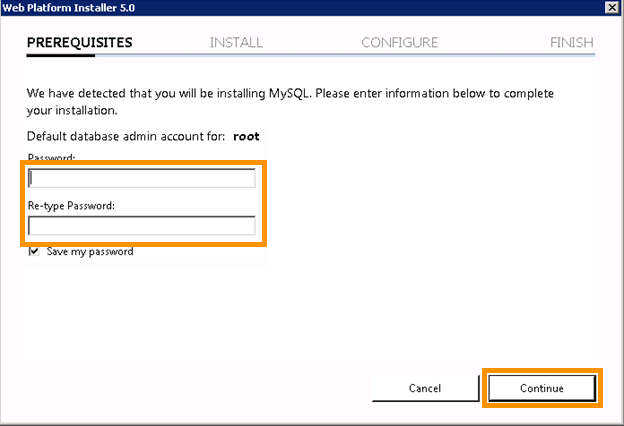 Web Platform Installer 5.0
PREREQUISITES INSTALL CONFIGURE FINISH
We have detected that you will be installing MySQL. Please enter information below to complete
your installation.
Default database admin account for: root
Password:
Re-type Password:
Save my password
Cancel Continue